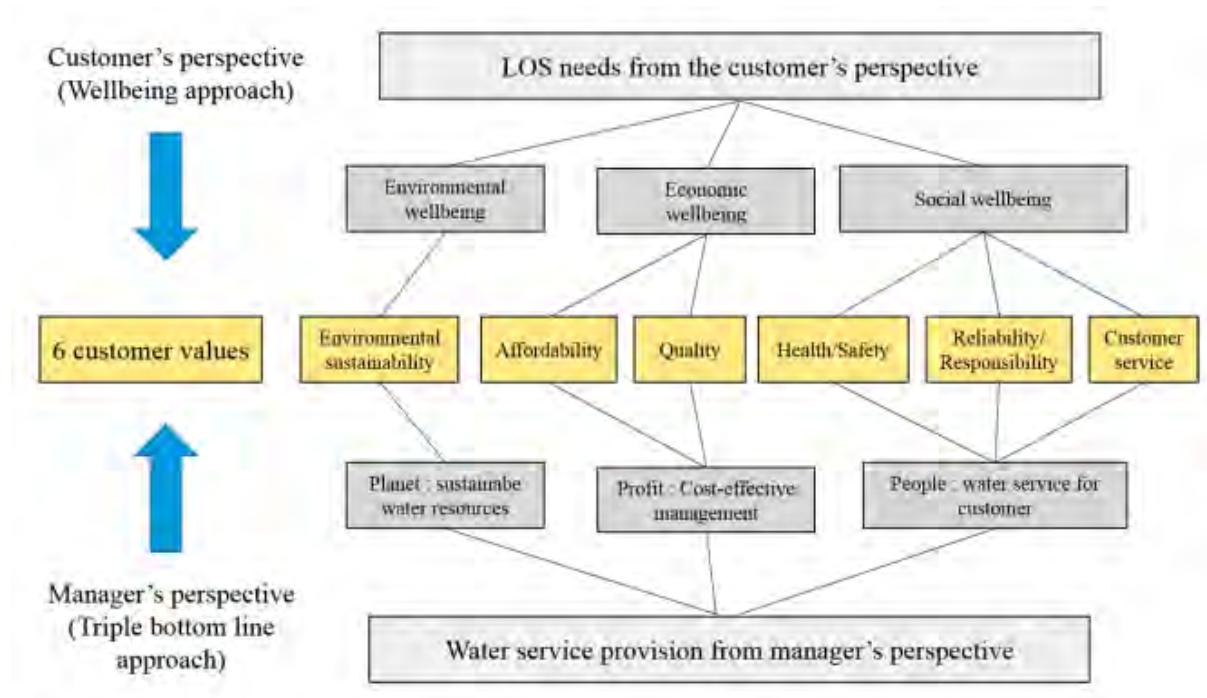 Customer's perspective
(Wellbeing approach)
LOS needs from the customer's perspective
Environmental
wellbeing
Economic
wellbeing
Social wellbeing
6 customer values
Environmental
sustainability
Affordability
Quality
Health/Safety
Reliability/
Responsibility
Customer
service
Planet : sustainabe
water resources
Profit : Cost-effective
management
People : water service for
customer
Manager's perspective
(Triple bottom line
approach)
Water service provision from manager's perspective